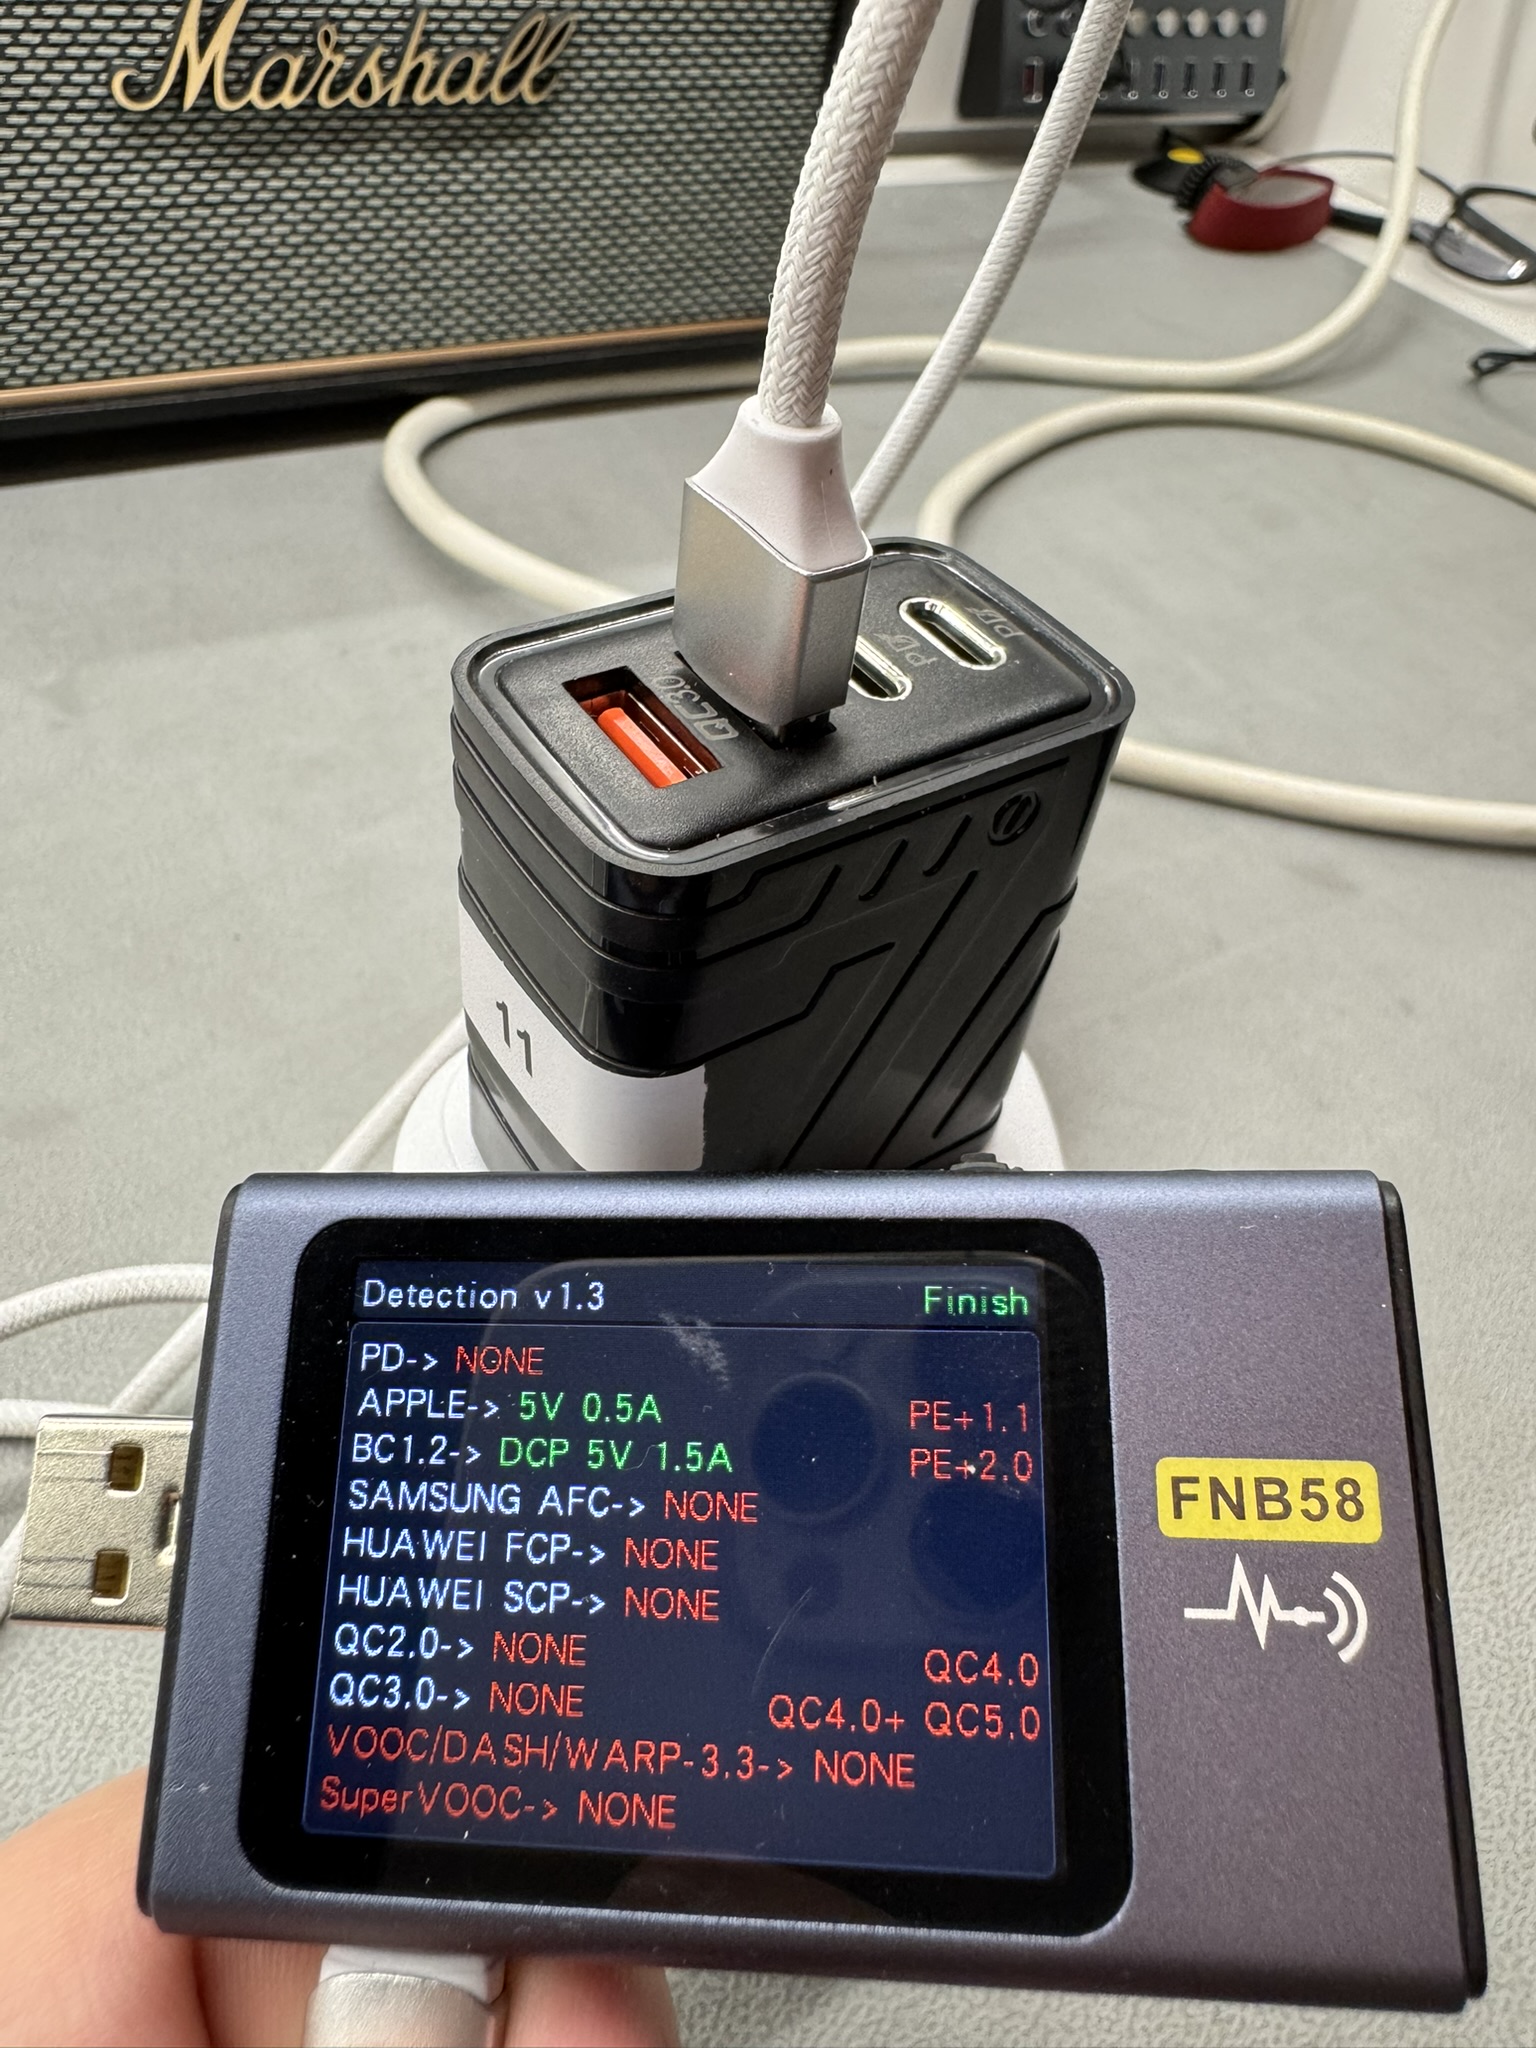 Marshall
PD
PD
QC3.0
11
Detection v1.3 Finish
PD-> NONE
APPLE-> 5V 0.5A PE+1.1
BC1.2-> DCP 5V 1.5A PE+2.0
SAMSUNG AFC-> NONE
HUAWEI FCP-> NONE
HUAWEI SCP-> NONE
QC2.0-> NONE QC4.0
QC3.0-> NONE QC4.0+ QC5.0
VOOC/DASH/WARP-3.3-> NONE
SuperVOOC-> NONE
FNB58